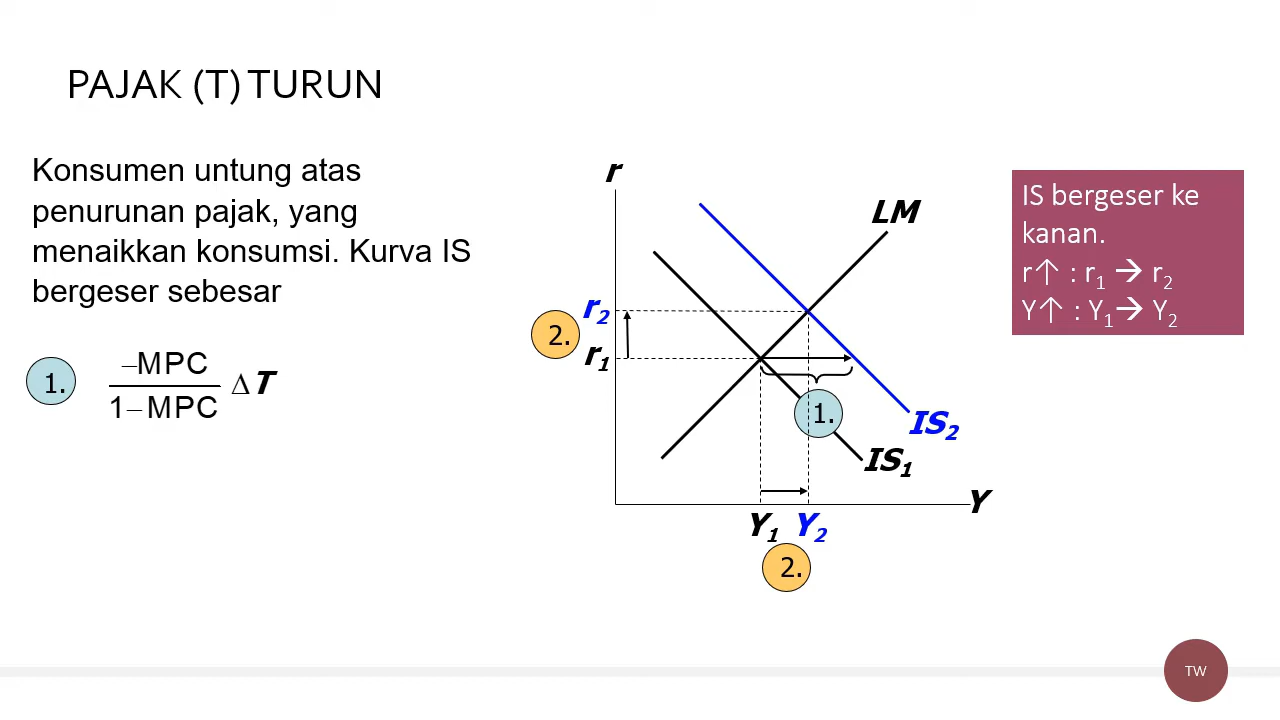 PAJAK (T) TURUN
Konsumen untung atas
penurunan pajak, yang
menaikkan konsumsi. Kurva IS
bergeser sebesar
1.
–MPC
1–MPC
Δ T
r
LM
r₂
2.
r₁
1.
IS₂
IS₁
Y
Y₁ Y₂
2.
IS bergeser ke
kanan.
r↑ : r₁ → r₂
Y↑ : Y₁→ Y₂
TW